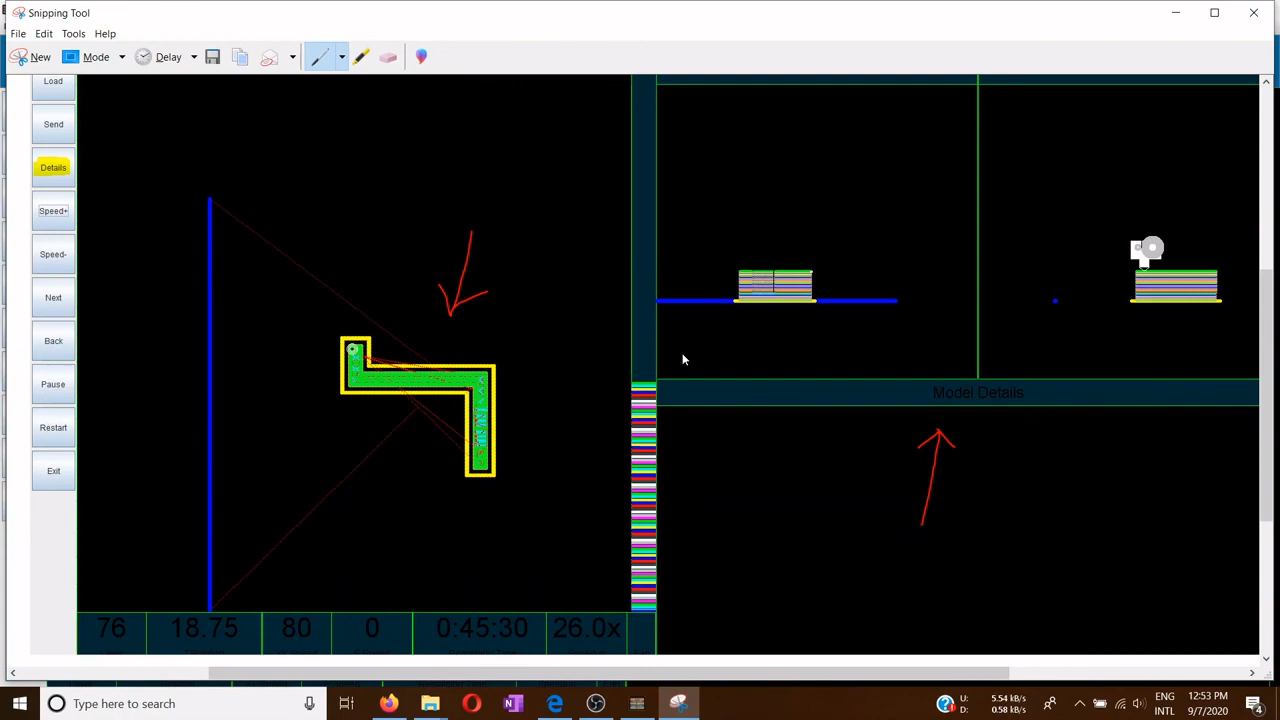 Snipping Tool
File Edit Tools Help
New Mode Delay
Load
Send
Details
Speed+
Speed-
Next
Back
Pause
Restart
Exit
Model Details
76 18.75 80 0 0:45:30 26.0x
Type here to search
U: 5.54 kB/s
D: 0.58 kB/s
ENG
INTL
12:53 PM
9/7/2020
4